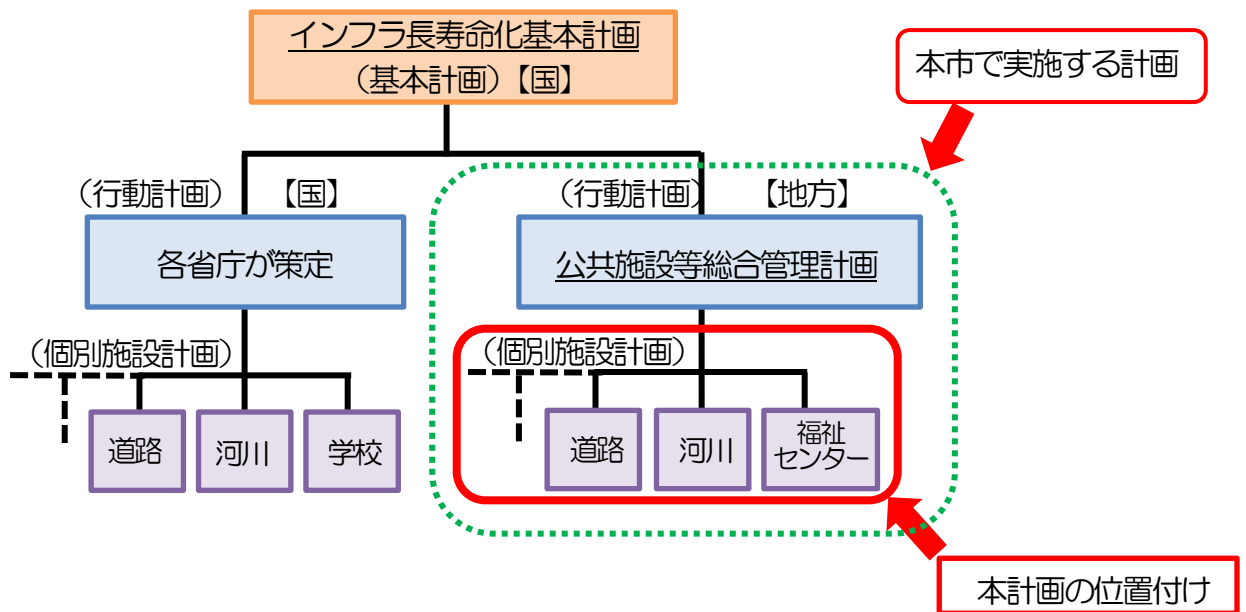 インフラ長寿命化基本計画
（基本計画）【国】
本市で実施する計画
（行動計画）　【国】
（行動計画）　【地方】
各省庁が策定
公共施設等総合管理計画
（個別施設計画）
（個別施設計画）
道路
河川
学校
道路
河川
福祉
センター
本計画の位置付け